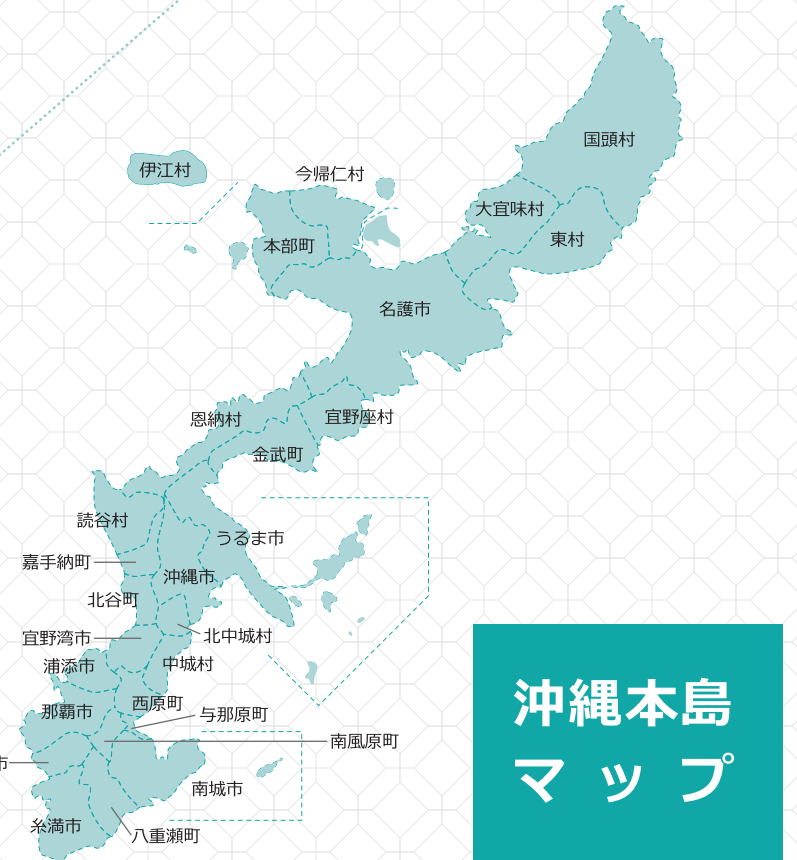 国頭村
伊江村
今帰仁村
大宜味村
本部町
東村
名護市
恩納村
宜野座村
金武町
読谷村
うるま市
嘉手納町
沖縄市
北谷町
宜野湾市
北中城村
浦添市
中城村
西原町
那覇市
与那原町
南風原町
市
南城市
糸満市
八重瀬町
沖縄本島
マップ